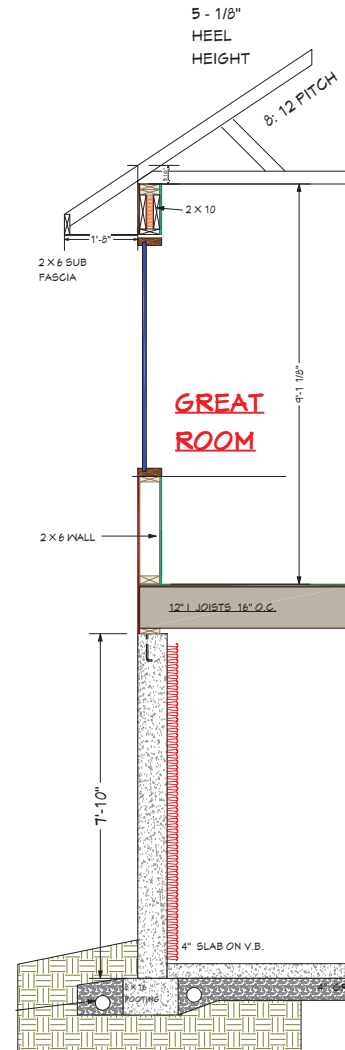 5 - 1/8"
HEEL
HEIGHT
8: 12 PITCH
2 X 10
1'-8"
2 X 6 SUB
FASCIA
9'-1 1/8"
GREAT
ROOM
2 X 6 WALL
12" I JOISTS 16" O.C.
7'-10"
4" SLAB ON V.B.
FOOTING